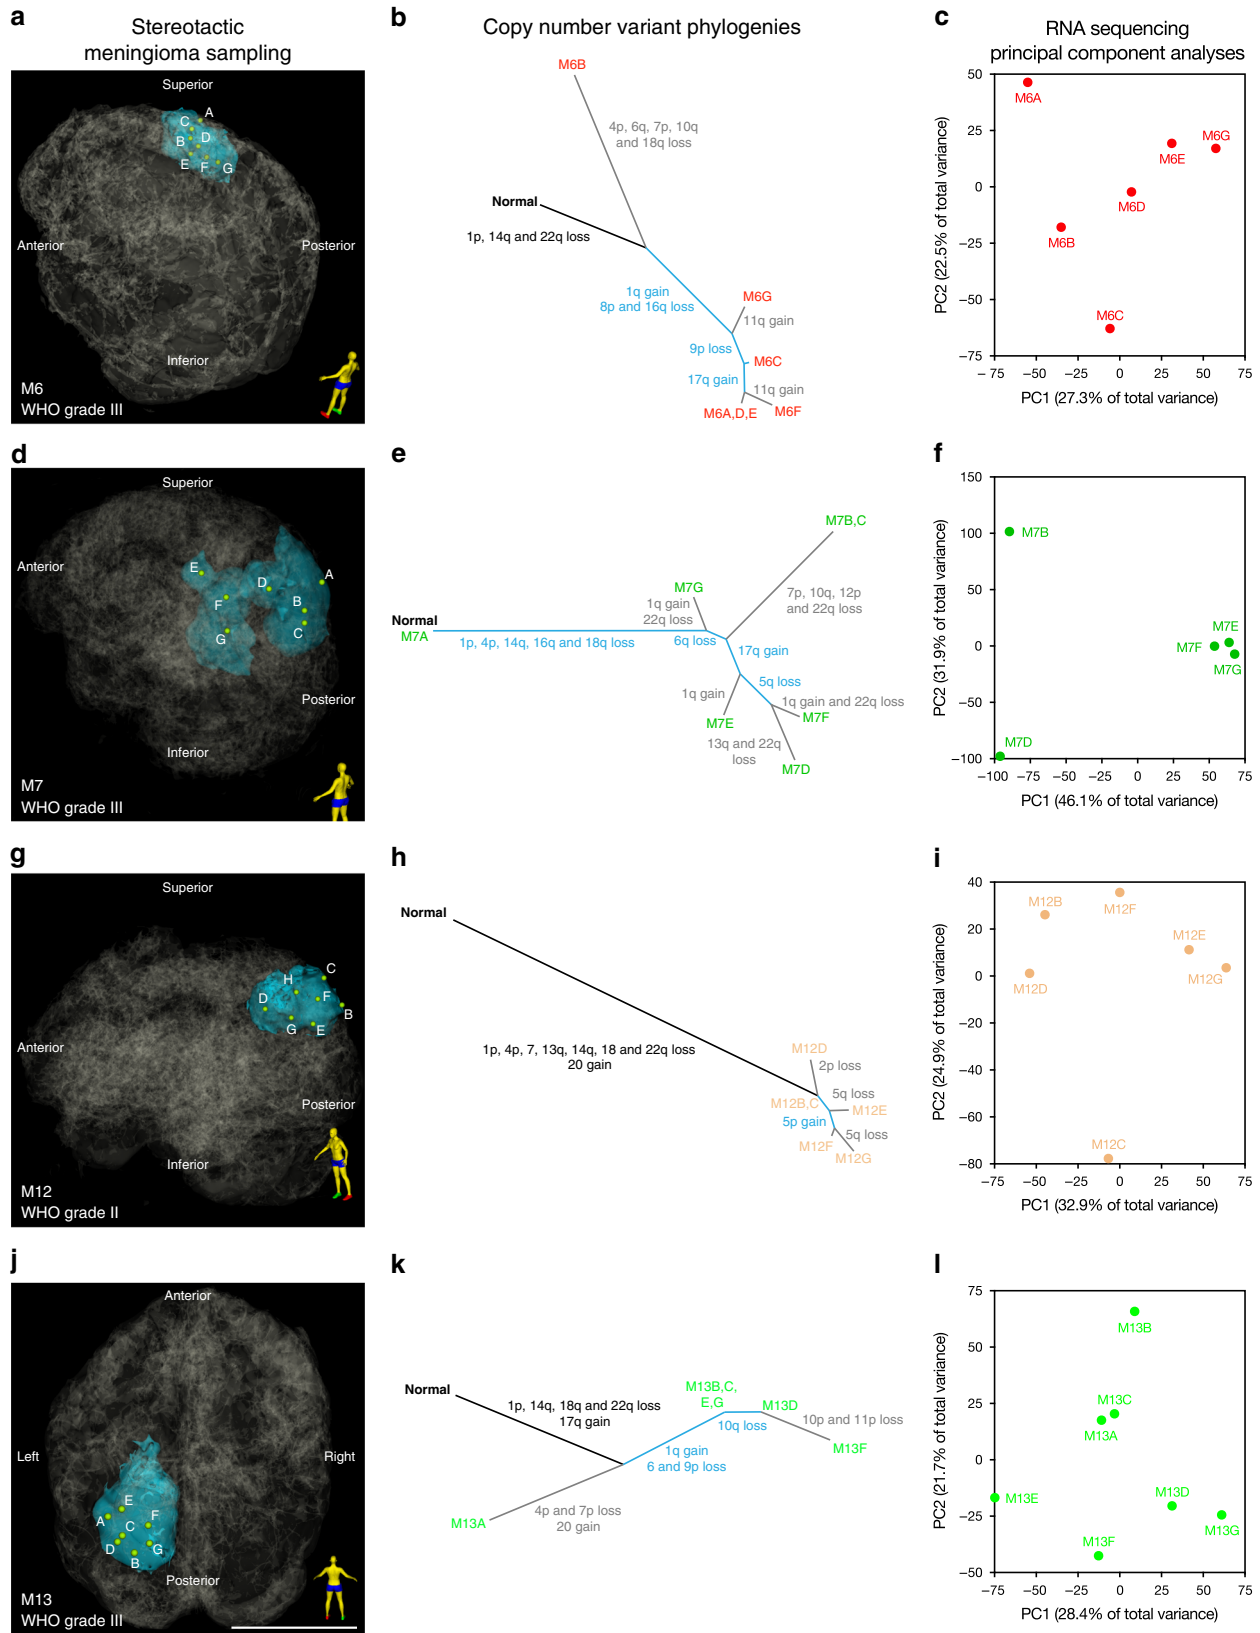 a
Stereotactic
meningioma sampling
Superior
A
C
B
D
E
F
G
Anterior
Posterior
Inferior
M6
WHO grade III
b
Copy number variant phylogenies
M6B
4p, 6q, 7p, 10q
and 18q loss
Normal
1p, 14q and 22q loss
1q gain
8p and 16q loss
M6G
11q gain
9p loss
M6C
17q gain
11q gain
M6A,D,E
M6F
c
RNA sequencing
principal component analyses
PC2 (22.5% of total variance)
50
25
0
−25
−50
−75
M6A
M6G
M6E
M6D
M6B
M6C
−75 −50 −25 0 25 50 75
PC1 (27.3% of total variance)
d
Superior
Anterior
E
D
A
F
B
G
C
Posterior
Inferior
M7
WHO grade III
e
M7B,C
M7G
7p, 10q, 12p
and 22q loss
1q gain
22q loss
Normal
M7A
1p, 4p, 14q, 16q and 18q loss
6q loss
17q gain
5q loss
1q gain
1q gain and 22q loss
M7E
M7F
13q and 22q
loss
M7D
f
PC2 (31.9% of total variance)
150
100
50
0
−50
−100
M7B
M7E
M7F
M7G
M7D
−100 −75 −50 −25 0 25 50 75
PC1 (46.1% of total variance)
g
Superior
C
H
D
F
B
G
E
Anterior
Posterior
Inferior
M12
WHO grade II
h
Normal
1p, 4p, 7, 13q, 14q, 18 and 22q loss
20 gain
M12D
2p loss
5q loss
M12B,C
M12E
5p gain
5q loss
M12F
M12G
i
PC2 (24.9% of total variance)
40
20
0
−20
−40
−60
−80
M12B
M12F
M12E
M12G
M12D
M12C
−75 −50 −25 0 25 50 75
PC1 (32.9% of total variance)
j
Anterior
Left
Right
E
A
F
C
D
G
B
Posterior
M13
WHO grade III
k
Normal
1p, 14q, 18q and 22q loss
17q gain
M13B,C,
E,G
M13D
10q loss
10p and 11p loss
M13F
1q gain
6 and 9p loss
4p and 7p loss
20 gain
M13A
l
PC2 (21.7% of total variance)
75
50
25
0
−25
−50
M13B
M13C
M13A
M13E
M13D
M13G
M13F
−75 −50 −25 0 25 50 75
PC1 (28.4% of total variance)